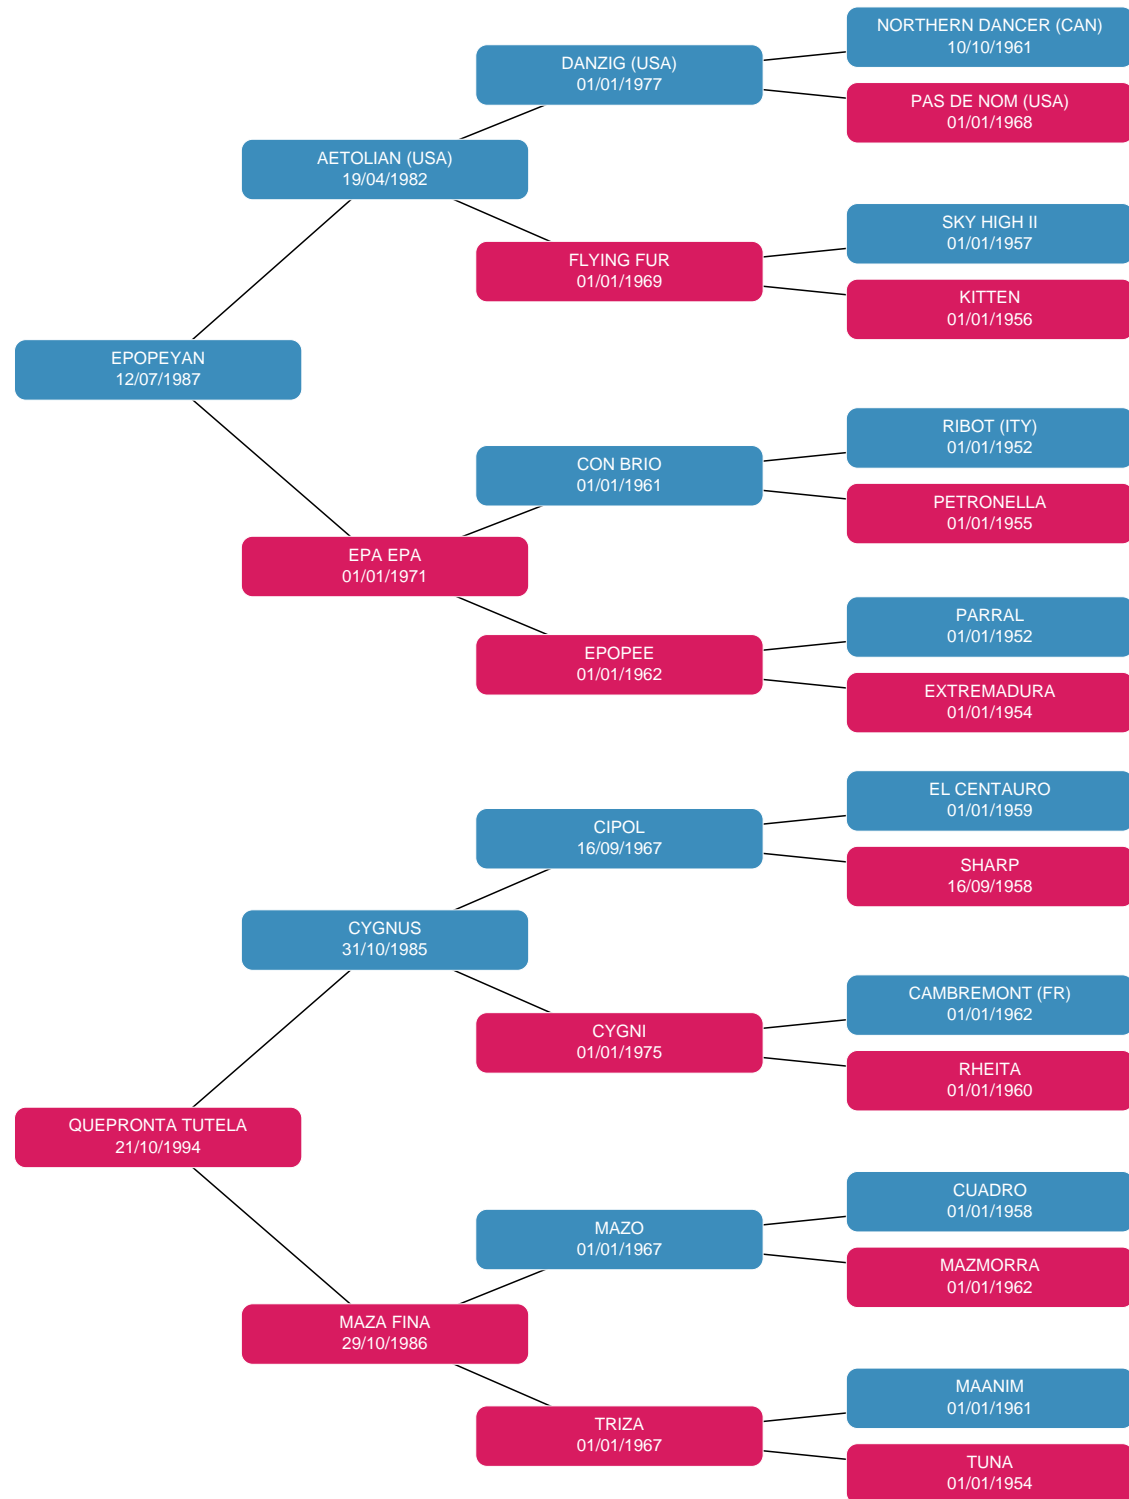 NORTHERN DANCER (CAN)
10/10/1961
DANZIG (USA)
01/01/1977
PAS DE NOM (USA)
01/01/1968
AETOLIAN (USA)
19/04/1982
SKY HIGH II
01/01/1957
FLYING FUR
01/01/1969
KITTEN
01/01/1956
EPOPEYAN
12/07/1987
RIBOT (ITY)
01/01/1952
CON BRIO
01/01/1961
PETRONELLA
01/01/1955
EPA EPA
01/01/1971
PARRAL
01/01/1952
EPOPEE
01/01/1962
EXTREMADURA
01/01/1954
EL CENTAURO
01/01/1959
CIPOL
16/09/1967
SHARP
16/09/1958
CYGNUS
31/10/1985
CAMBREMONT (FR)
01/01/1962
CYGNI
01/01/1975
RHEITA
01/01/1960
QUEPRONTA TUTELA
21/10/1994
CUADRO
01/01/1958
MAZO
01/01/1967
MAZMORRA
01/01/1962
MAZA FINA
29/10/1986
MAANIM
01/01/1961
TRIZA
01/01/1967
TUNA
01/01/1954